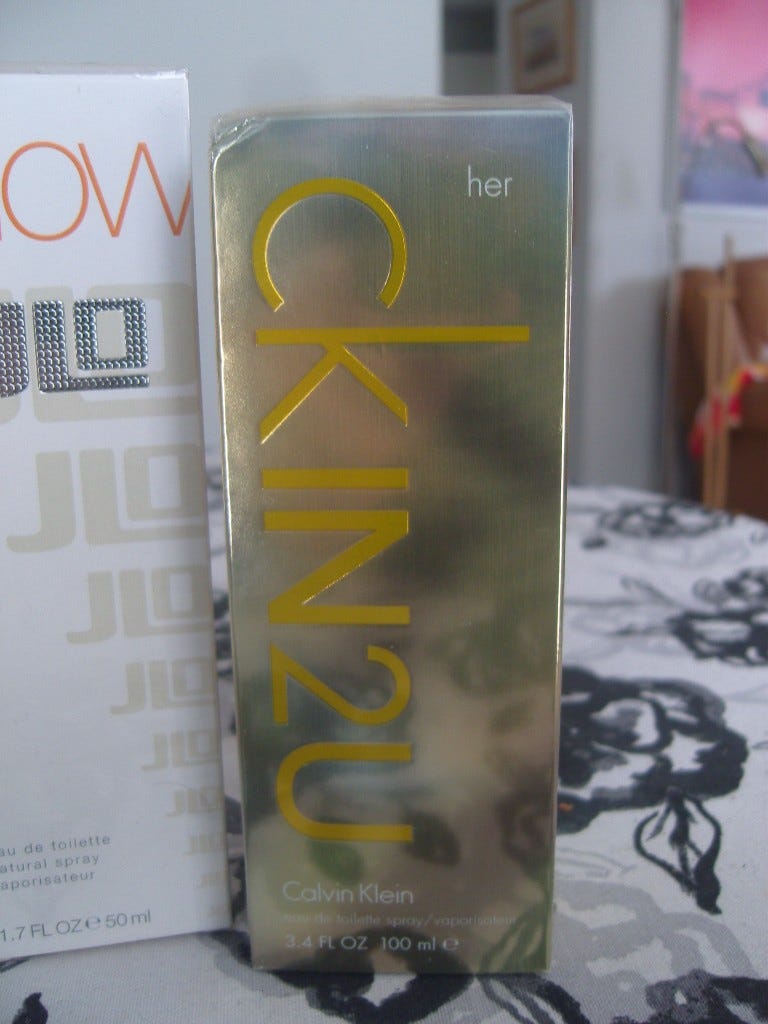 OW
JLO
JLO
JLO
JLO
JLO
JLO
au de toilette
atural spray
aporisateur
1.7 FL OZ e 50 ml
her
CKIN2U
Calvin Klein
eau de toilette spray/vaporisateur
3.4 FL OZ 100 ml e